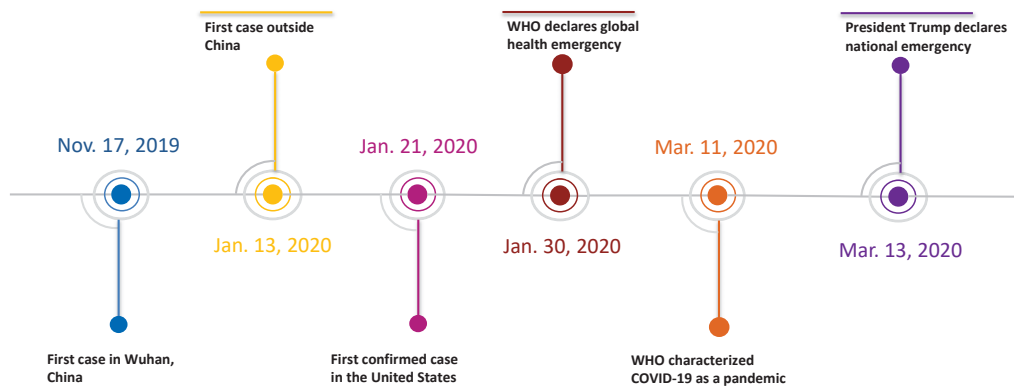 First case outside
China
WHO declares global
health emergency
President Trump declares
national emergency
Nov. 17, 2019
Jan. 21, 2020
Mar. 11, 2020
Jan. 13, 2020
Jan. 30, 2020
Mar. 13, 2020
First case in Wuhan,
China
First confirmed case
in the United States
WHO characterized
COVID-19 as a pandemic